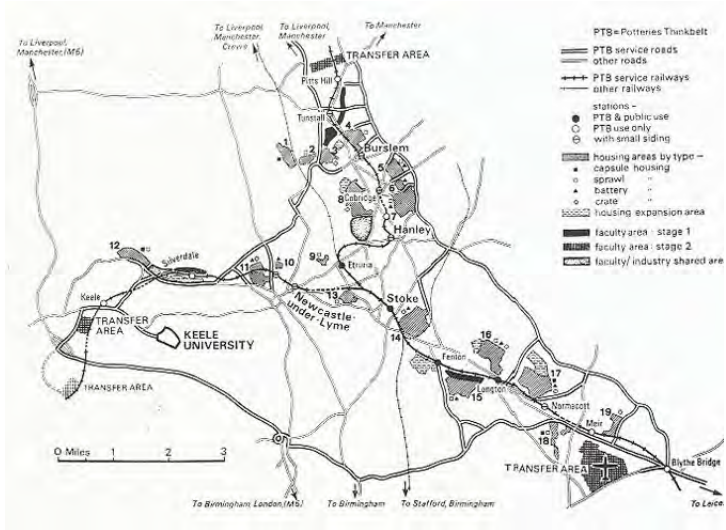 To Liverpool,
Manchester,(M6)
To Liverpool,
Manchester,
Crewe
To Liverpool,
Manchester
To Manchester
TRANSFER AREA
Pitts Hill
Tunstall
1
2
3
4
Burslem
5
6
8
Cobridge
7
Hanley
12
Silverdale
11
10
9
Etruria
Keele
13
Newcastle-
under-Lyme
Stoke
14
TRANSFER
AREA
KEELE
UNIVERSITY
TRANSFER AREA
Fenton
16
15
Longton
17
Normacott
18
Meir
19
TRANSFER AREA
Blythe Bridge
0 Miles 1 2 3
To Birmingham London,(M6)
To Birmingham
To Stafford, Birmingham
To Leice
PTB = Potteries Thinkbelt
PTB service roads
other roads
PTB service railways
other railways
stations –
PTB & public use
PTB use only
with small siding
housing areas by type –
capsule housing
sprawl "
battery "
crate "
housing expansion area
faculty area : stage 1
faculty area : stage 2
faculty/industry shared are